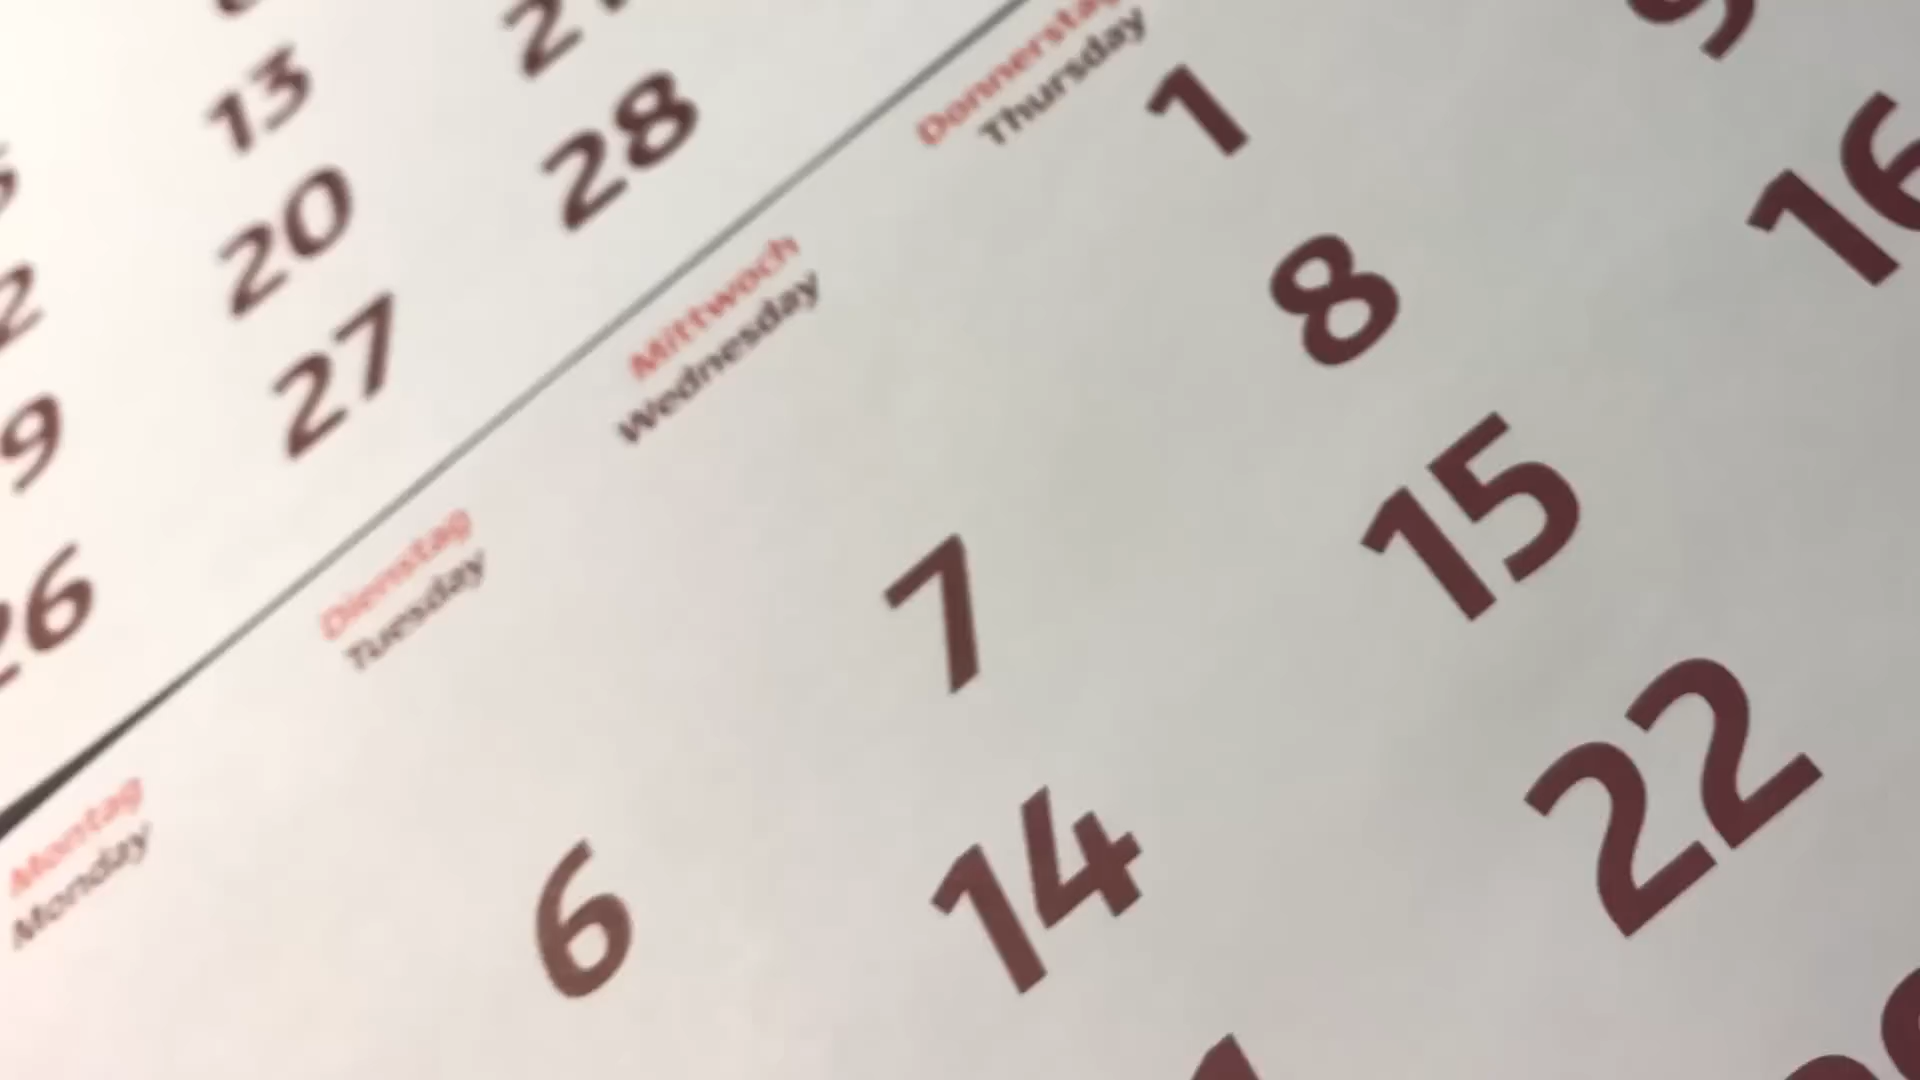 13
20
26 27 28
Montag Dienstag Mittwoch Donnerstag
Monday Tuesday Wednesday Thursday
1
6 7 8 9
14 15 16
22